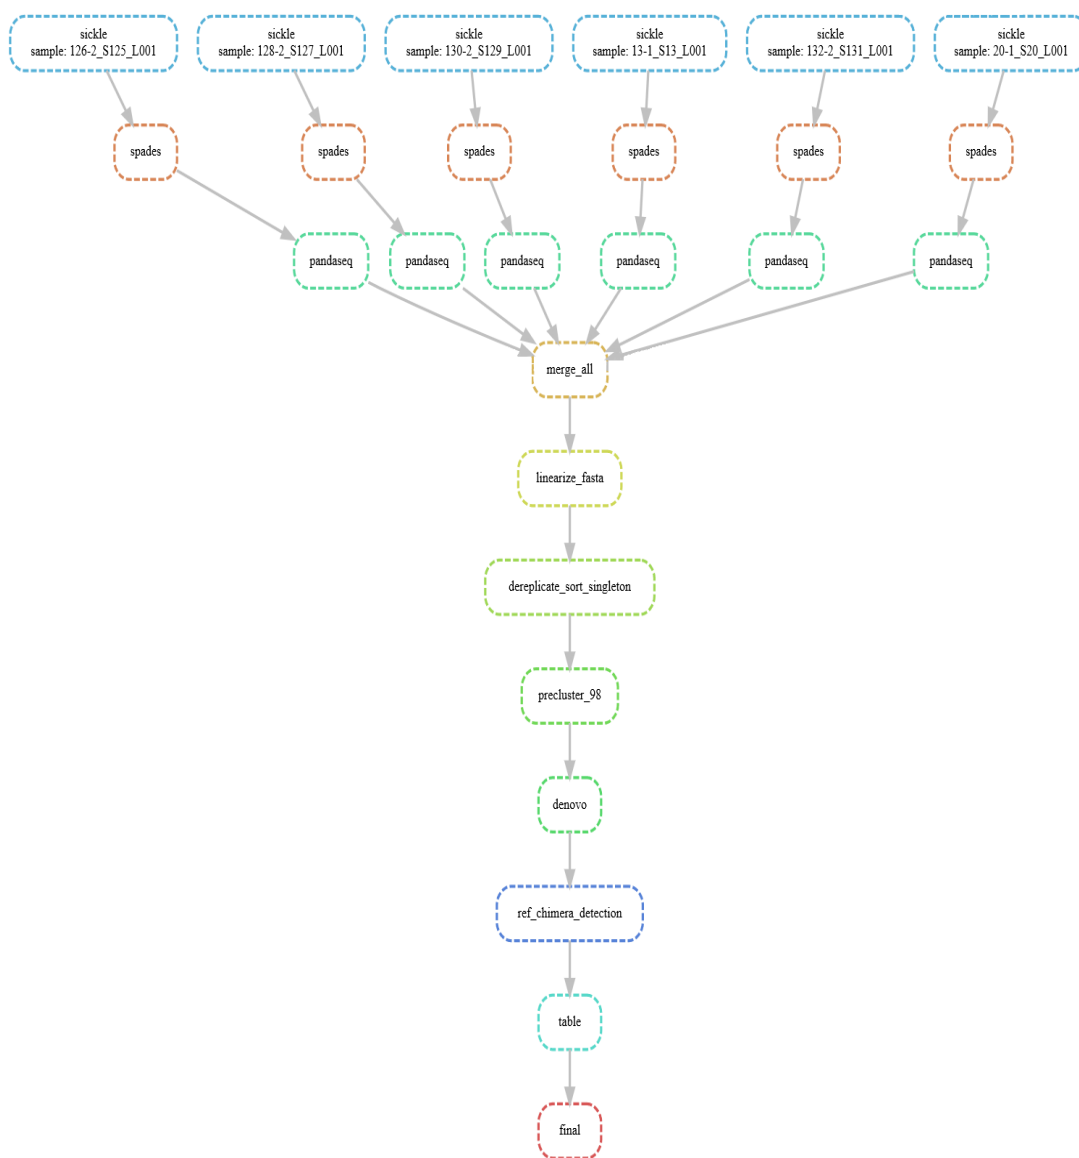 sickle
sample: 126-2_S125_L001
sickle
sample: 128-2_S127_L001
sickle
sample: 130-2_S129_L001
sickle
sample: 13-1_S13_L001
sickle
sample: 132-2_S131_L001
sickle
sample: 20-1_S20_L001
spades
spades
spades
spades
spades
spades
pandaseq
pandaseq
pandaseq
pandaseq
pandaseq
pandaseq
merge_all
linearize_fasta
dereplicate_sort_singleton
precluster_98
denovo
ref_chimera_detection
table
final